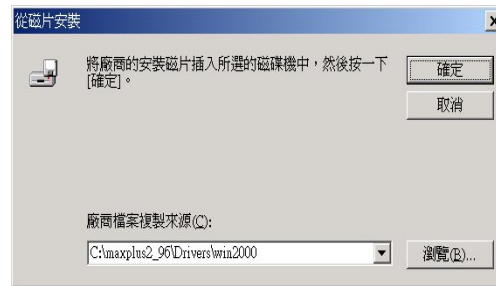 從磁片安裝
將廠商的安裝磁片插入所選的磁碟機中，然後按一下
[確定]。
確定
取消
廠商檔案複製來源(C):
C:\maxplus2_96\Drivers\win2000
瀏覽(B)...